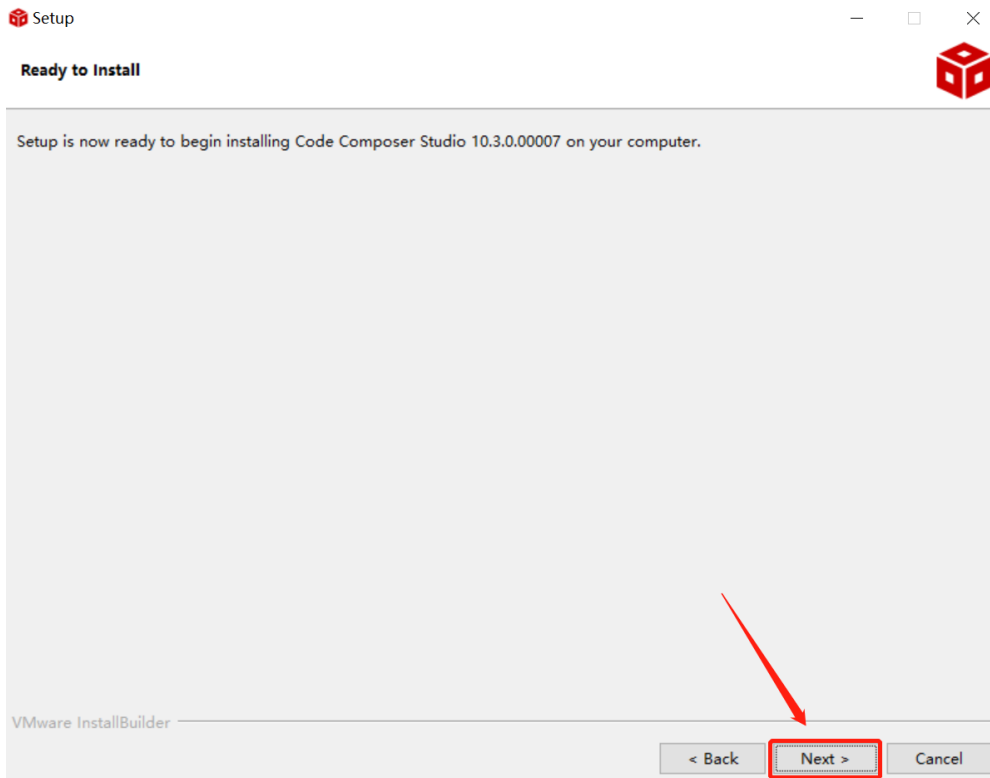 Setup
Ready to Install
Setup is now ready to begin installing Code Composer Studio 10.3.0.00007 on your computer.
VMware InstallBuilder
< Back Next > Cancel